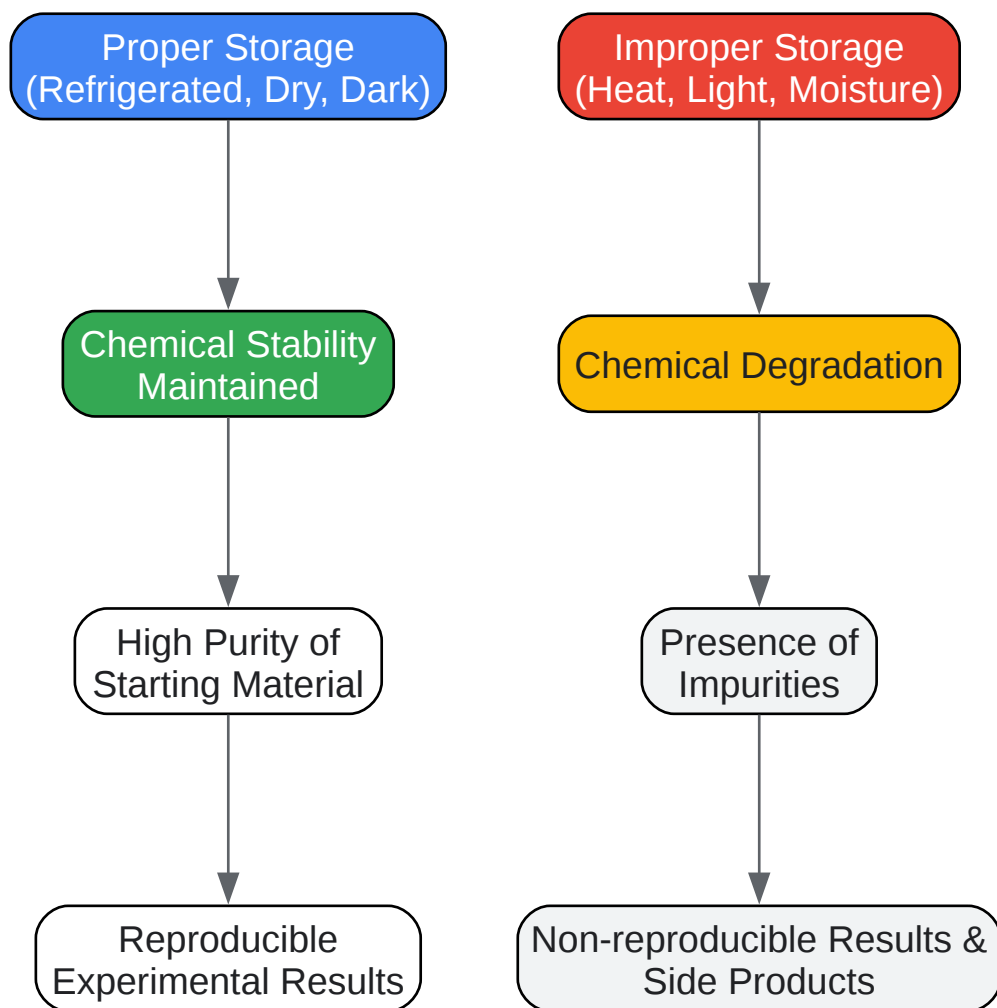 Proper Storage
(Refrigerated, Dry, Dark)
Improper Storage
(Heat, Light, Moisture)
Chemical Stability
Maintained
Chemical Degradation
High Purity of
Starting Material
Presence of
Impurities
Reproducible
Experimental Results
Non-reproducible Results &
Side Products